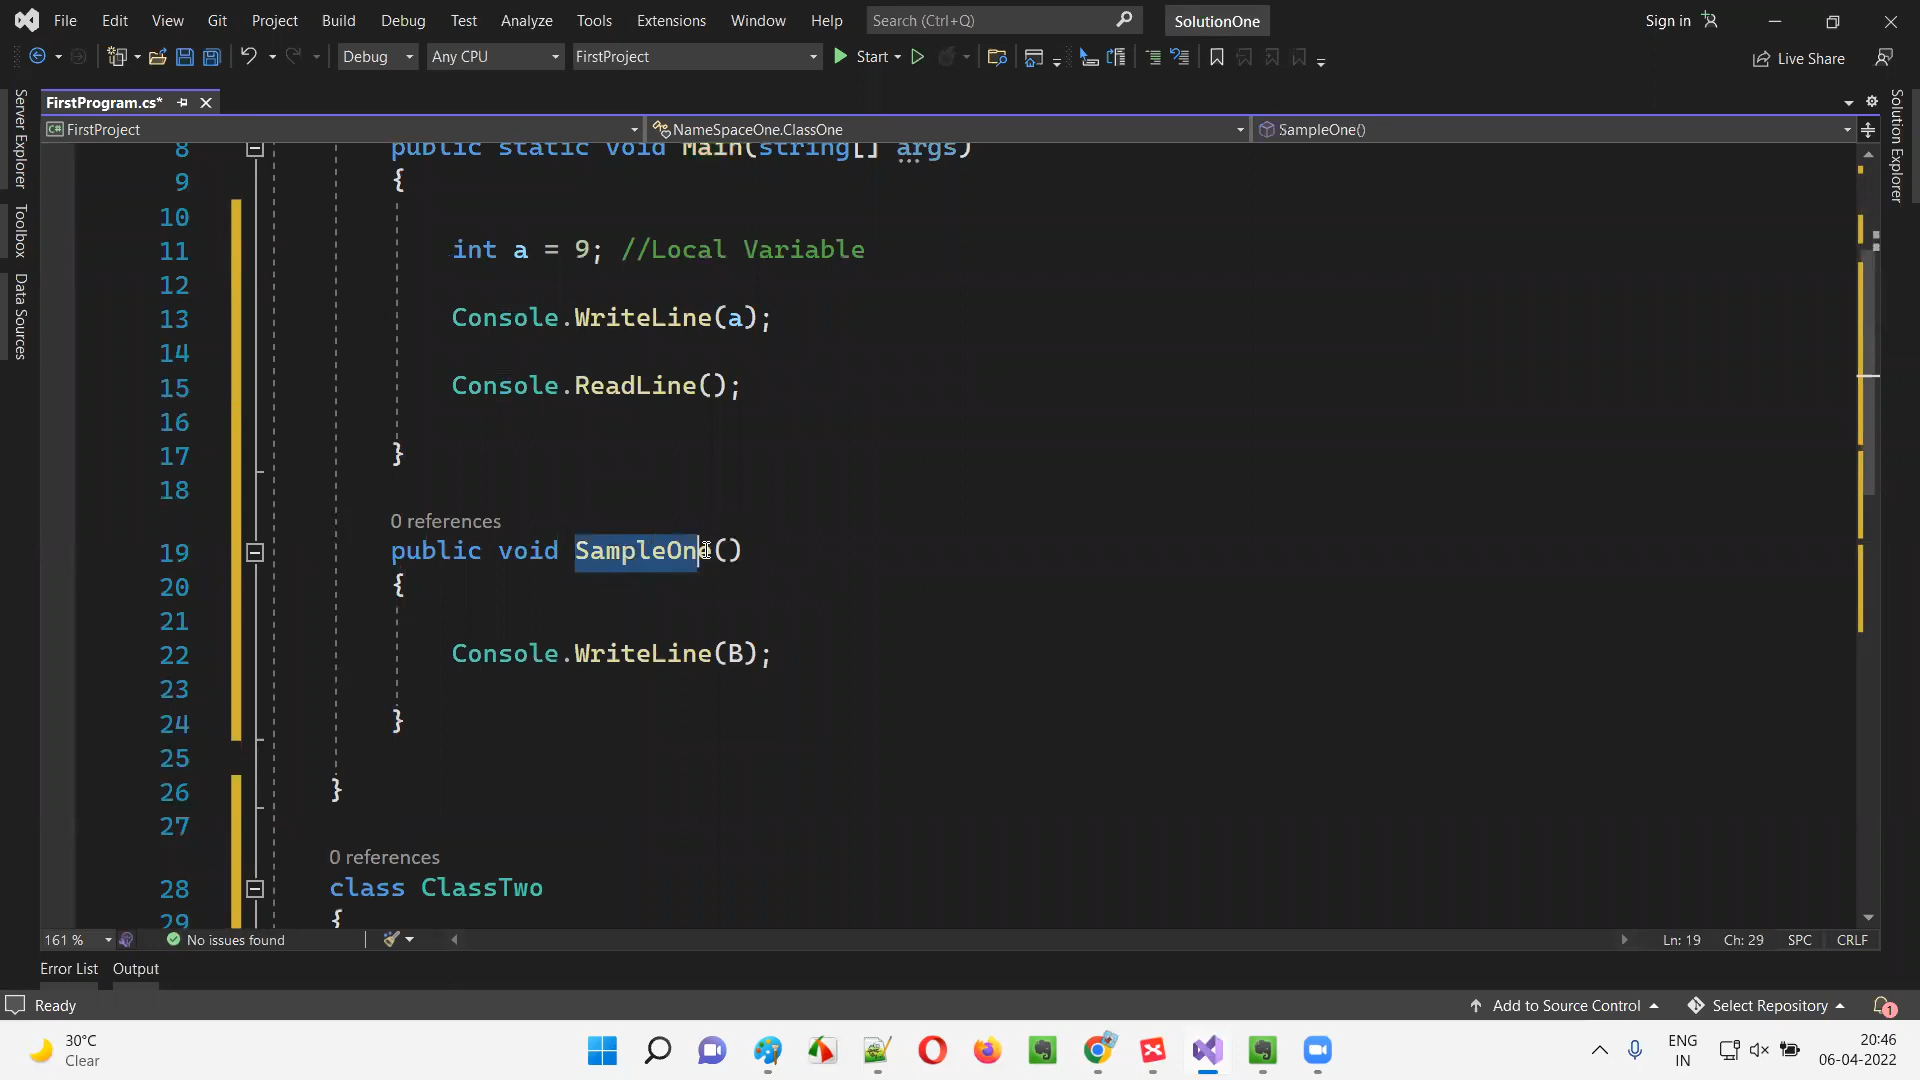 File Edit View Git Project Build Debug Test Analyze Tools Extensions Window Help Search (Ctrl+Q) SolutionOne Sign in
Debug Any CPU FirstProject Start Live Share
FirstProgram.cs*
FirstProject NameSpaceOne.ClassOne SampleOne()
Server Explorer
Toolbox
Data Sources
Solution Explorer
8 public static void Main(string[] args)
9 {
10
11 int a = 9; //Local Variable
12
13 Console.WriteLine(a);
14
15 Console.ReadLine();
16
17 }
18
0 references
19 public void SampleOne()
20 {
21
22 Console.WriteLine(B);
23
24 }
25
26 }
27
0 references
28 class ClassTwo
29 {
161 % No issues found Ln: 19 Ch: 29 SPC CRLF
Error List Output
Ready Add to Source Control Select Repository 1
30°C
Clear
ENG
IN
20:46
06-04-2022